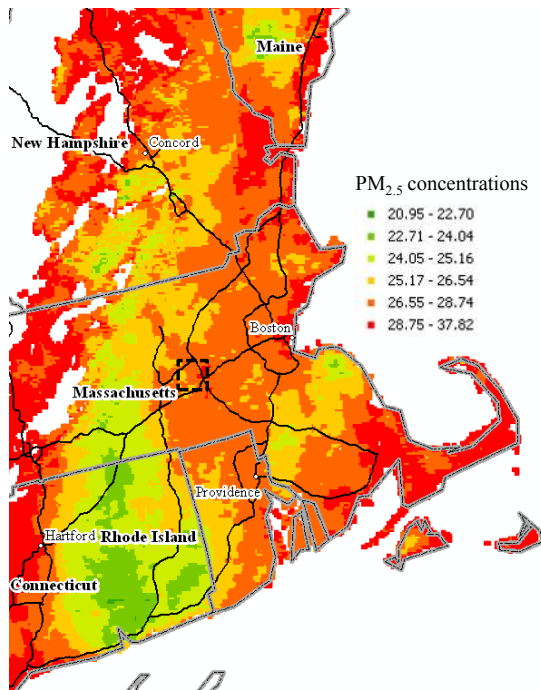 Maine
New Hampshire
Concord
PM2.5 concentrations
20.95 - 22.70
22.71 - 24.04
24.05 - 25.16
25.17 - 26.54
26.55 - 28.74
28.75 - 37.82
Boston
Massachusetts
Providence
Hartford
Rhode Island
Connecticut